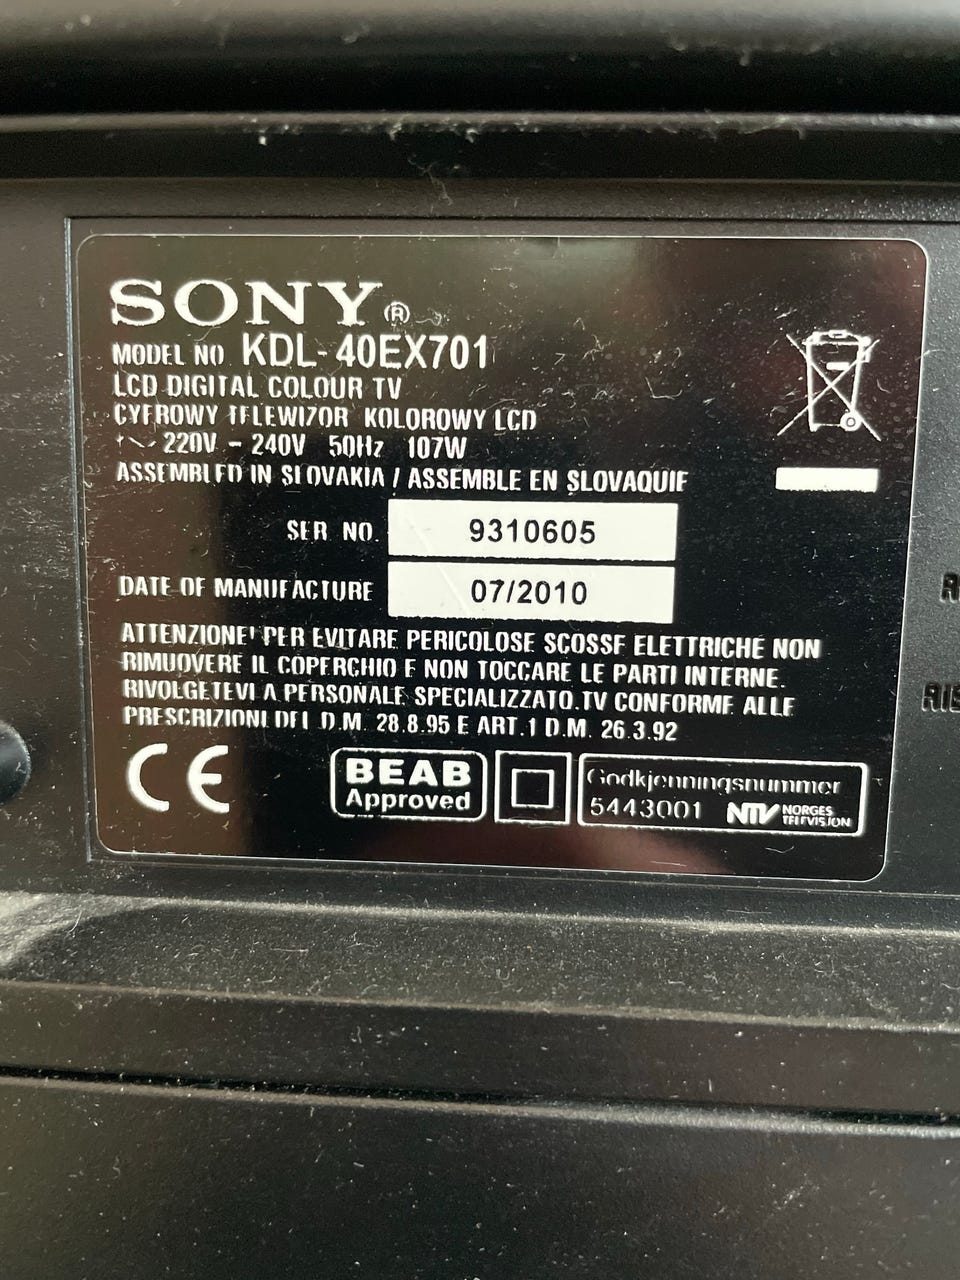 SONY®
MODEL NO KDL-40EX701
LCD DIGITAL COLOUR TV
CYFROWY TELEWIZOR KOLOROWY LCD
~ 220V - 240V 50Hz 107W
ASSEMBLED IN SLOVAKIA / ASSEMBLE EN SLOVAQUIE
SER NO. 9310605
DATE OF MANUFACTURE 07/2010
ATTENZIONE! PER EVITARE PERICOLOSE SCOSSE ELETTRICHE NON
RIMUOVERE IL COPERCHIO E NON TOCCARE LE PARTI INTERNE.
RIVOLGETEVI A PERSONALE SPECIALIZZATO.TV CONFORME ALLE
PRESCRIZIONI DEL D.M. 28.8.95 E ART.1 D.M. 26.3.92
CE
BEAB
Approved
Godkjenningsnummer
5443001 NTV NORGES
TELEVISJON